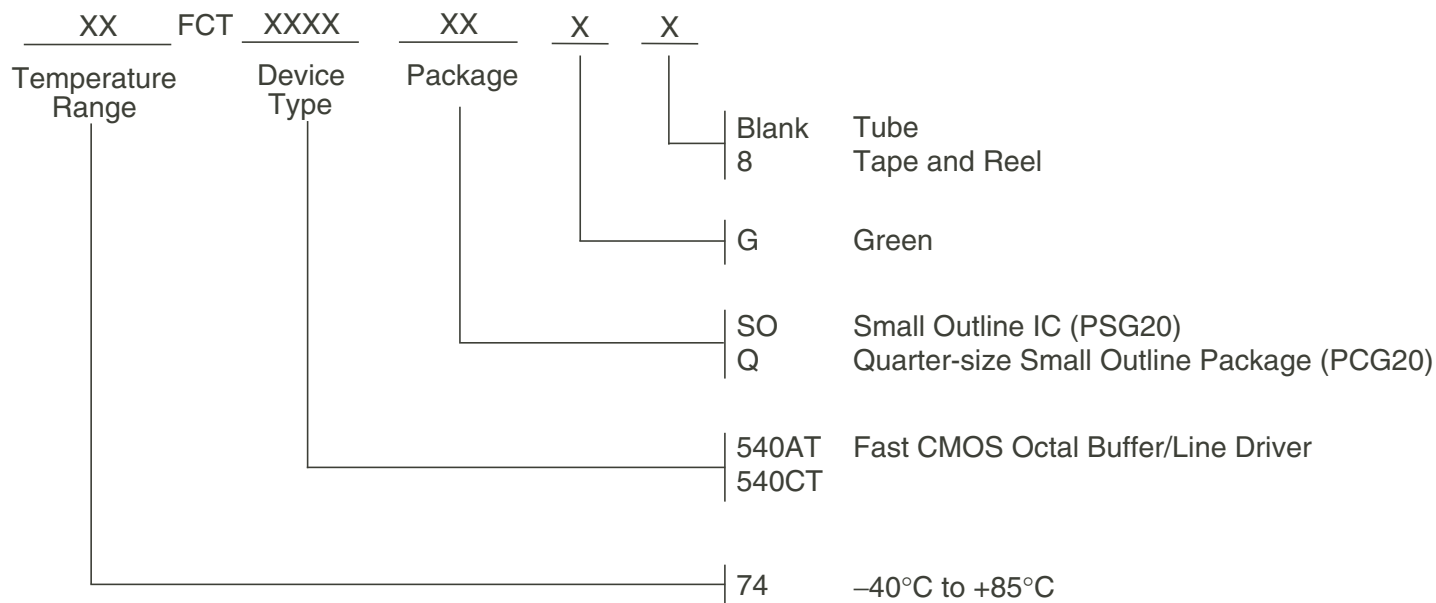 XX FCT XXXX XX X X
Temperature Range Device Type Package
Blank Tube
8 Tape and Reel
G Green
SO Small Outline IC (PSG20)
Q Quarter-size Small Outline Package (PCG20)
540AT Fast CMOS Octal Buffer/Line Driver
540CT
74 –40°C to +85°C